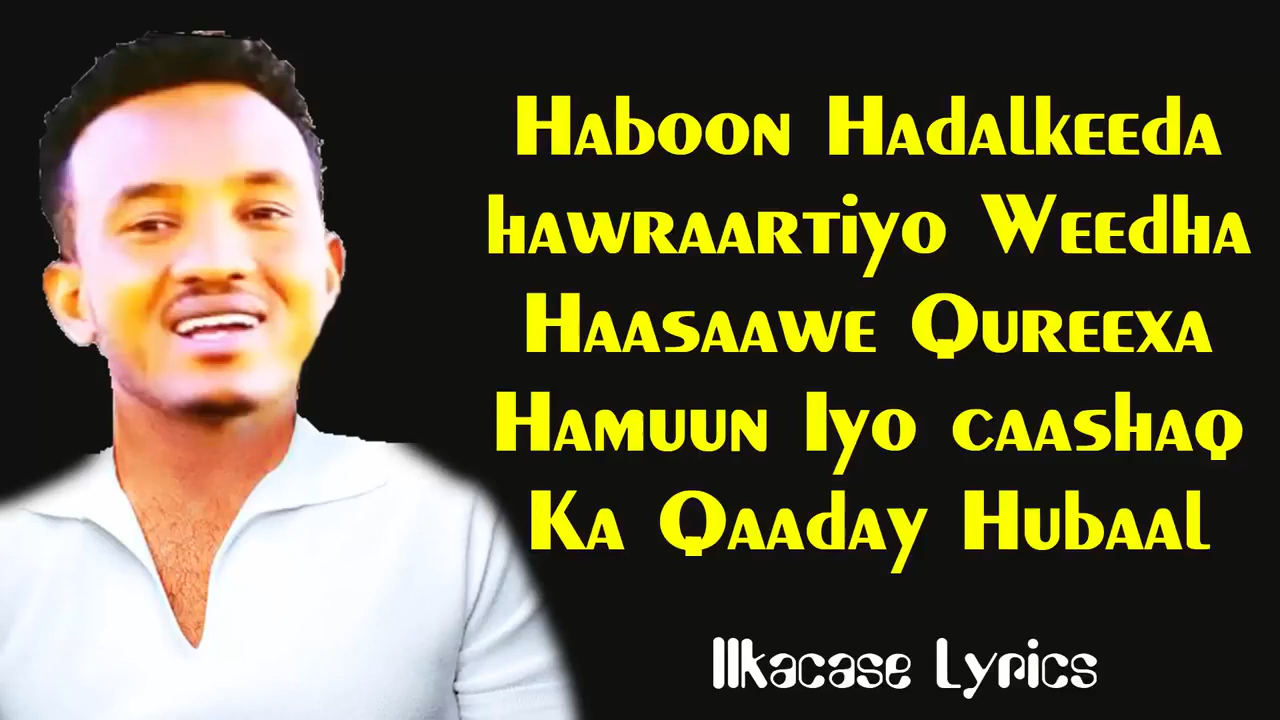 Haboon Hadalkeeda
hawraartiyo Weedha
Haasaawe Qureexa
Hamuun Iyo caashaq
Ka Qaaday Hubaal
Ilkacase Lyrics